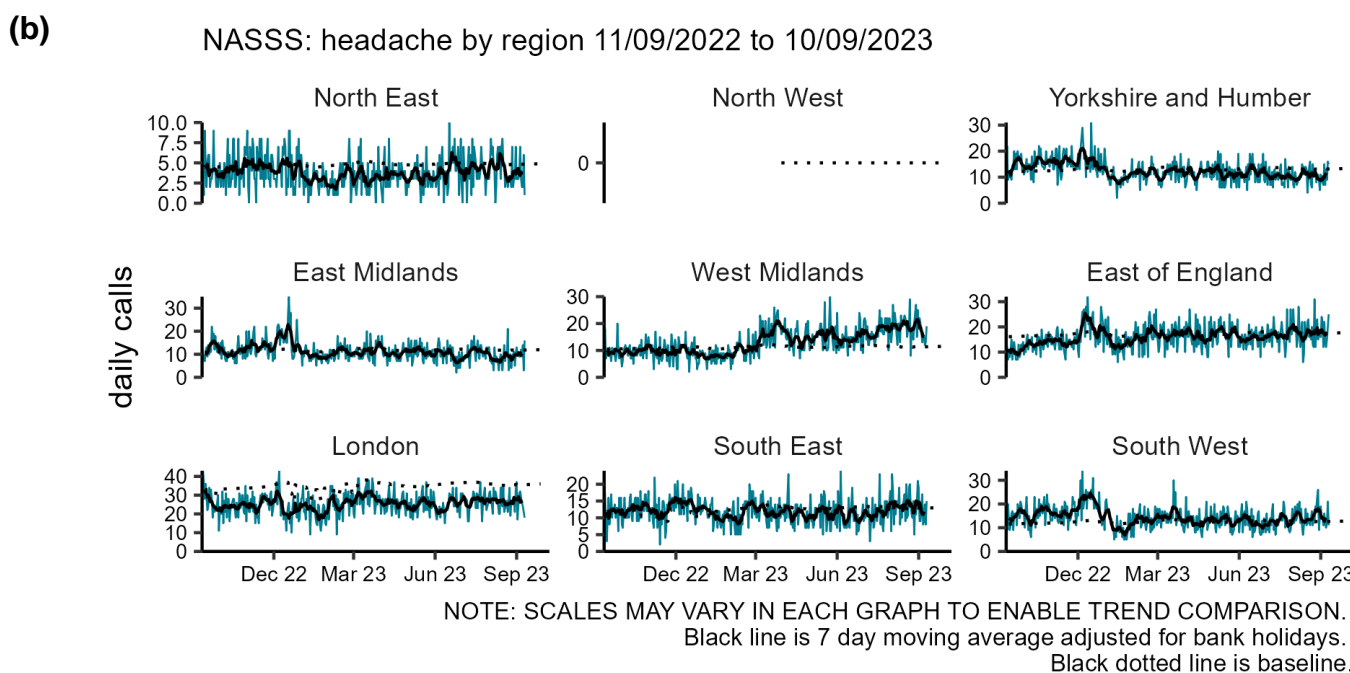 (b)
NASSS: headache by region 11/09/2022 to 10/09/2023
North East
North West
Yorkshire and Humber
10.0
7.5
5.0
2.5
0.0
0
30
20
10
0
daily calls
East Midlands
West Midlands
East of England
30
20
10
0
30
20
10
0
30
20
10
0
London
South East
South West
40
30
20
10
0
20
15
10
5
0
30
20
10
0
Dec 22 Mar 23 Jun 23 Sep 23
Dec 22 Mar 23 Jun 23 Sep 23
Dec 22 Mar 23 Jun 23 Sep 23
NOTE: SCALES MAY VARY IN EACH GRAPH TO ENABLE TREND COMPARISON.
Black line is 7 day moving average adjusted for bank holidays.
Black dotted line is baseline.